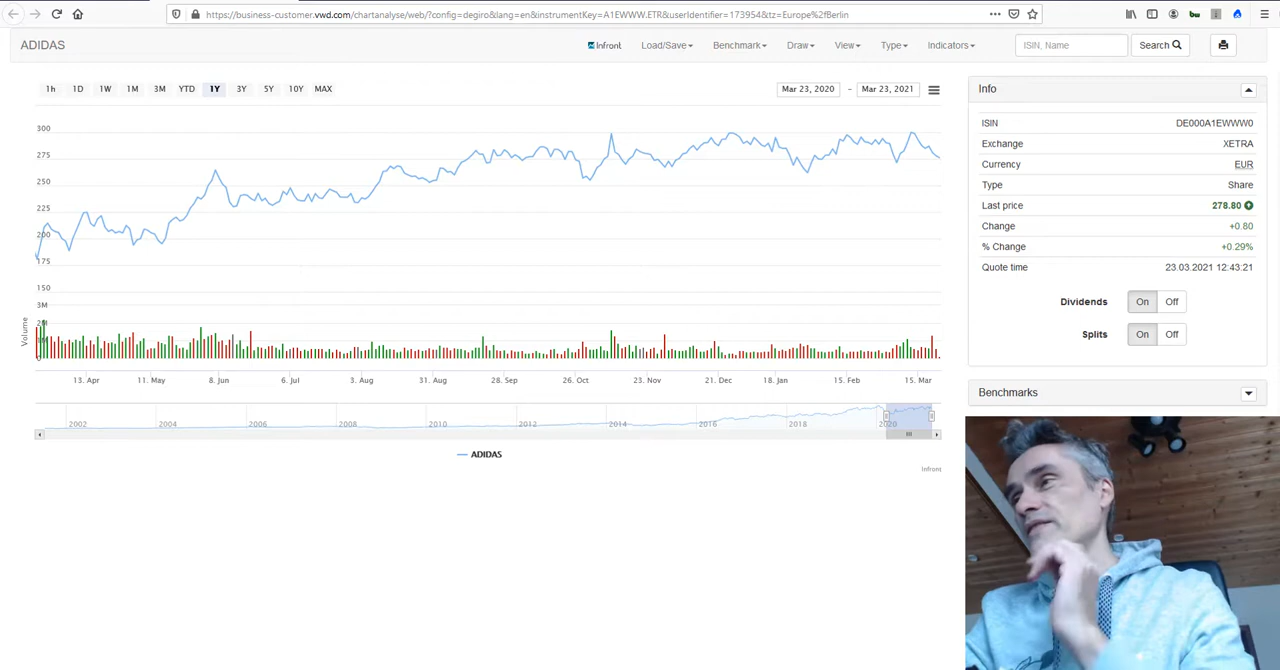 https://business-customer.vwd.com/chartanalyse/web/?config=degiro&lang=en&instrumentKey=A1EWWW.ETR&userIdentifier=173954&tz=Europe%2fBerlin
ADIDAS
Infront
Load/Save
Benchmark
Draw
View
Type
Indicators
ISIN, Name
Search
1h 1D 1W 1M 3M YTD 1Y 3Y 5Y 10Y MAX
Mar 23, 2020 - Mar 23, 2021
300
275
250
225
200
175
150
3M
2M
1M
0
Volume
13. Apr 11. May 8. Jun 6. Jul 3. Aug 31. Aug 28. Sep 26. Oct 23. Nov 21. Dec 18. Jan 15. Feb 15. Mar
2002 2004 2006 2008 2010 2012 2014 2016 2018 2020
ADIDAS
Infront
Info
ISIN DE000A1EWWW0
Exchange XETRA
Currency EUR
Type Share
Last price 278.80
Change +0.80
% Change +0.29%
Quote time 23.03.2021 12:43:21
Dividends On Off
Splits On Off
Benchmarks